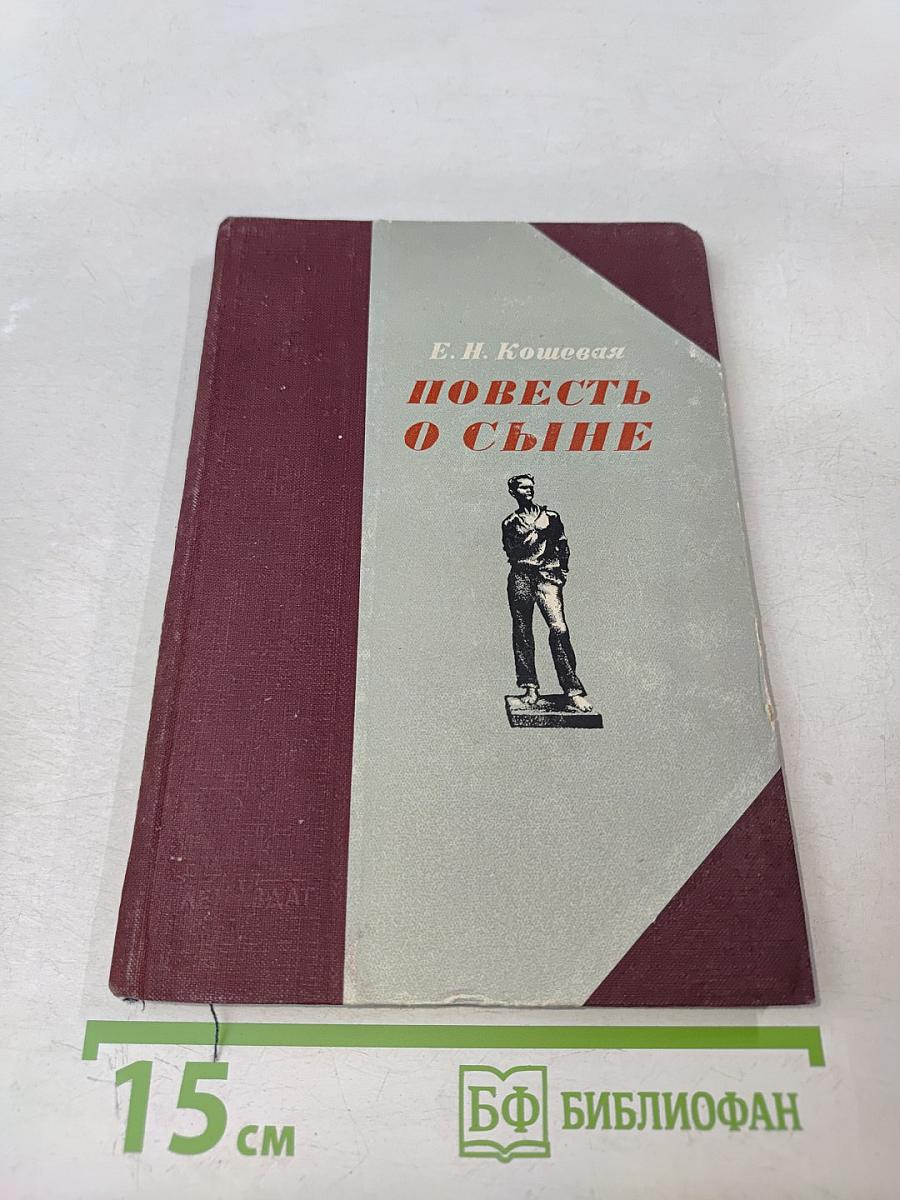 Е. Н. Кошевая
ПОВЕСТЬ
О СЫНЕ
15 см
БФ БИБЛИОФАН